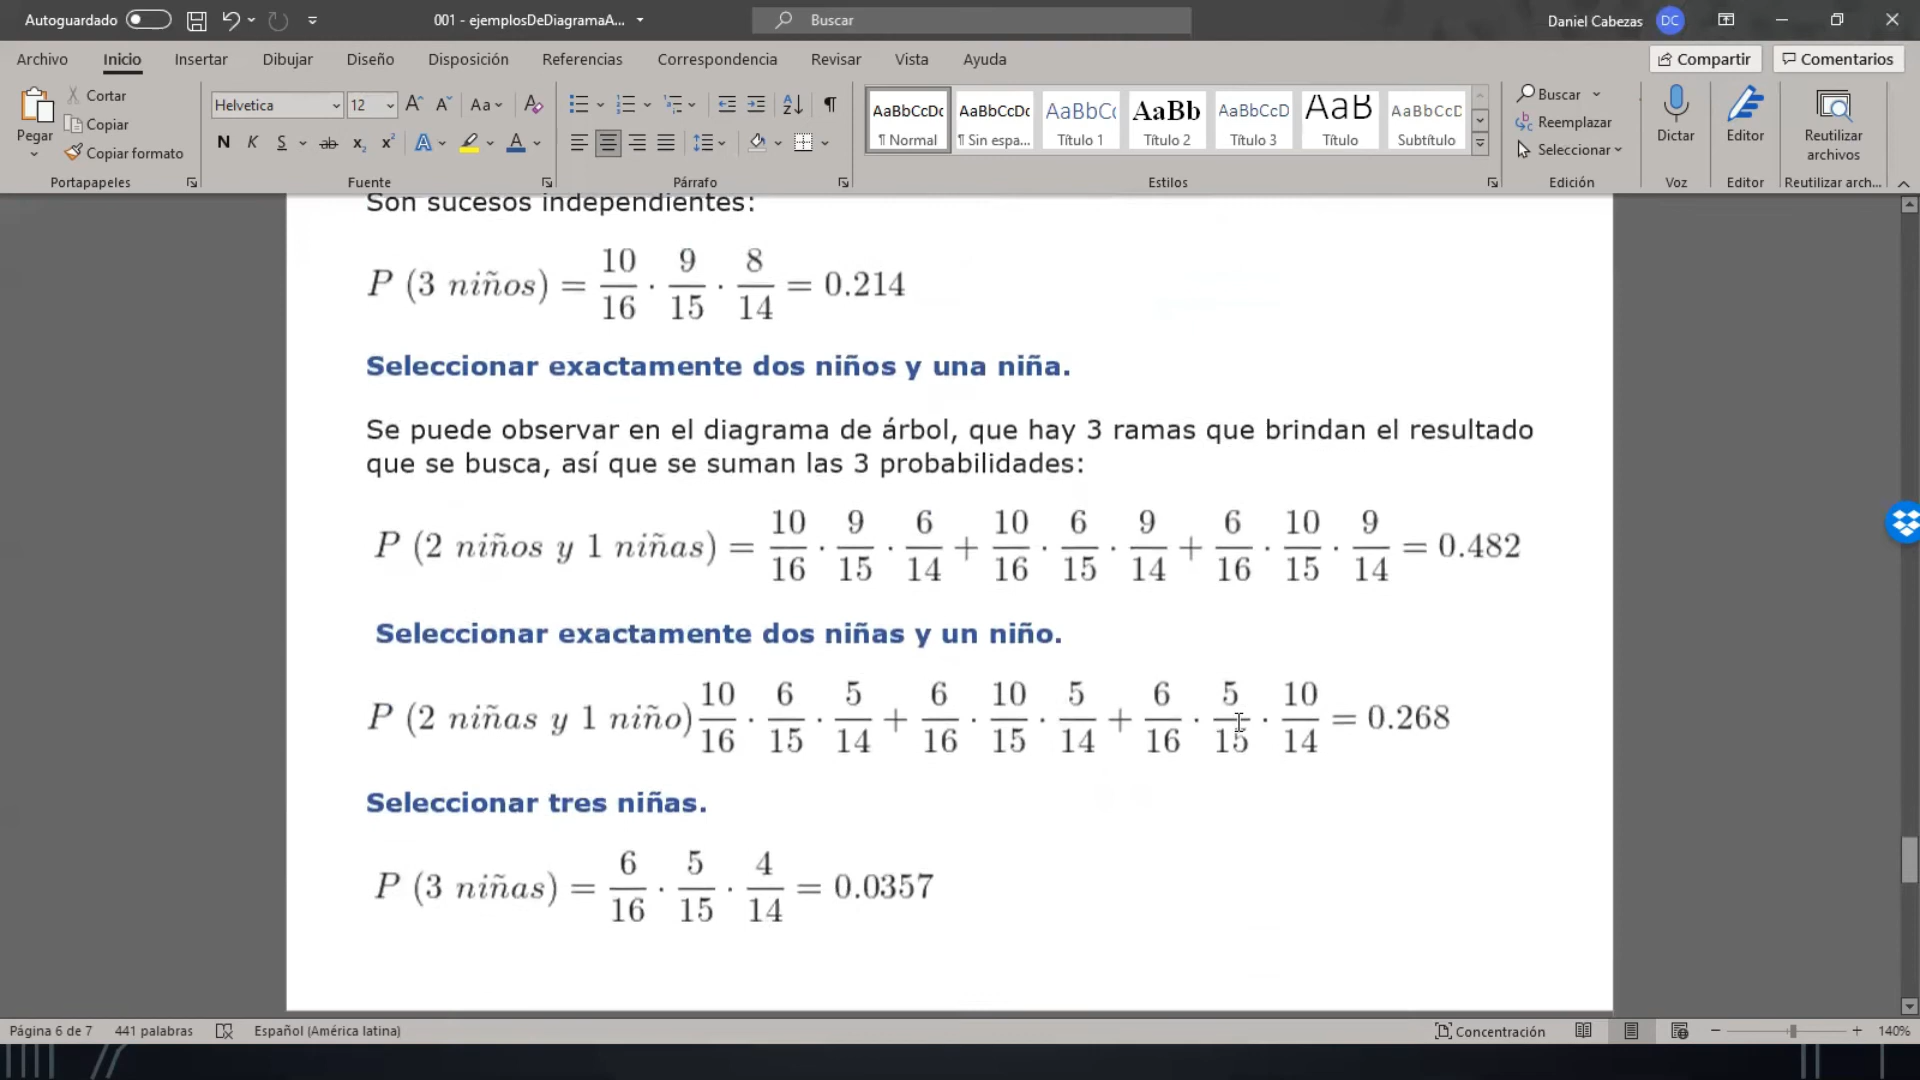 Autoguardado
001 - ejemplosDeDiagramaA...
Buscar
Daniel Cabezas
DC
Archivo Inicio Insertar Dibujar Diseño Disposición Referencias Correspondencia Revisar Vista Ayuda
Compartir
Comentarios
Pegar
Cortar
Copiar
Copiar formato
Portapapeles
Helvetica 12
Aa
N K S ab x₂ x² A A
Fuente
Párrafo
AaBbCcDc AaBbCcDc AaBbCc AaBb AaBbCcD AaB AaBbCcD
¶ Normal ¶ Sin espa... Título 1 Título 2 Título 3 Título Subtítulo
Estilos
Buscar
Reemplazar
Seleccionar
Edición
Dictar
Voz
Editor
Editor
Reutilizar archivos
Reutilizar arch...
Son sucesos independientes:
P (3 niños) = 10/16 · 9/15 · 8/14 = 0.214
Seleccionar exactamente dos niños y una niña.
Se puede observar en el diagrama de árbol, que hay 3 ramas que brindan el resultado
que se busca, así que se suman las 3 probabilidades:
P (2 niños y 1 niñas) = 10/16 · 9/15 · 6/14 + 10/16 · 6/15 · 9/14 + 6/16 · 10/15 · 9/14 = 0.482
Seleccionar exactamente dos niñas y un niño.
P (2 niñas y 1 niño) 10/16 · 6/15 · 5/14 + 6/16 · 10/15 · 5/14 + 6/16 · 5/15 · 10/14 = 0.268
Seleccionar tres niñas.
P (3 niñas) = 6/16 · 5/15 · 4/14 = 0.0357
Página 6 de 7 441 palabras Español (América latina)
Concentración
140%